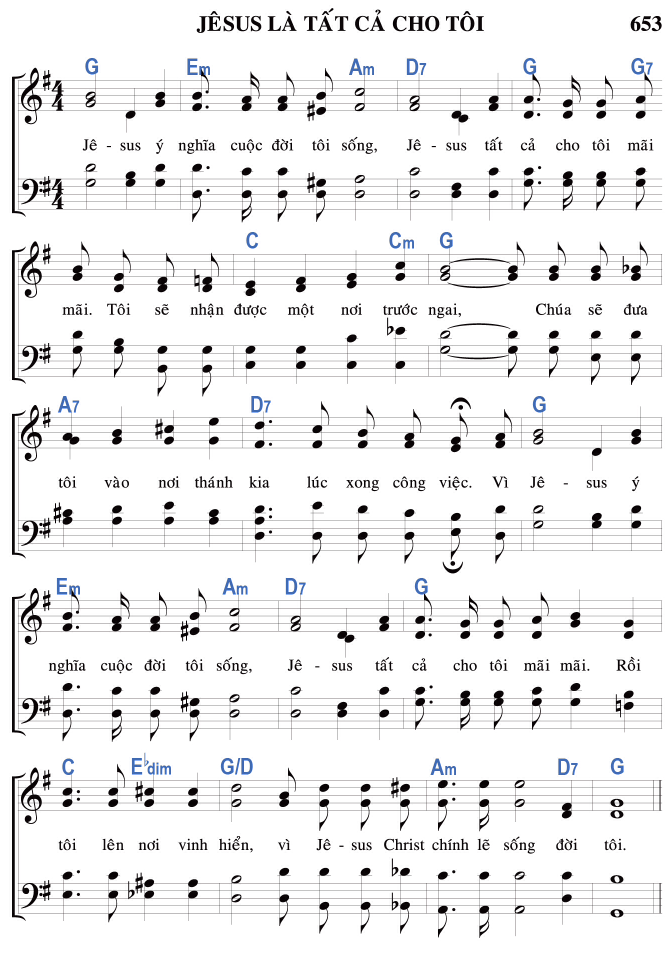 JÊSUS LÀ TẤT CẢ CHO TÔI 653
G Em Am D7 G G7
Jê - sus ý nghĩa cuộc đời tôi sống, Jê - sus tất cả cho tôi mãi
C Cm G
mãi. Tôi sẽ nhận được một nơi trước ngai, Chúa sẽ đưa
A7 D7 G
tôi vào nơi thánh kia lúc xong công việc. Vì Jê - sus ý
Em Am D7 G
nghĩa cuộc đời tôi sống, Jê - sus tất cả cho tôi mãi mãi. Rồi
C E♭dim G/D Am D7 G
tôi lên nơi vinh hiển, vì Jê - sus Christ chính lẽ sống đời tôi.